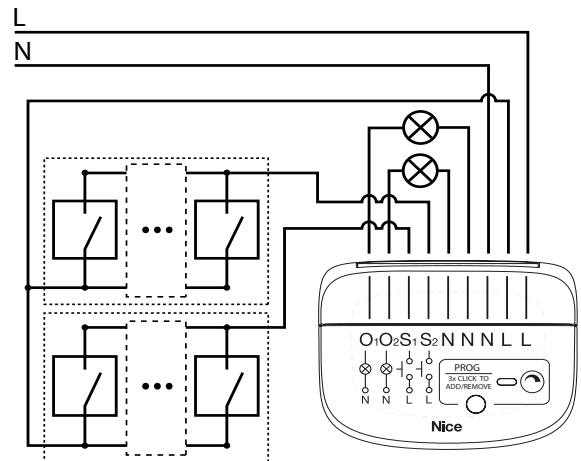 L
N
O1O2S1S2NNNLL
N N L L
PROG
3x CLICK TO
ADD/REMOVE
Nice